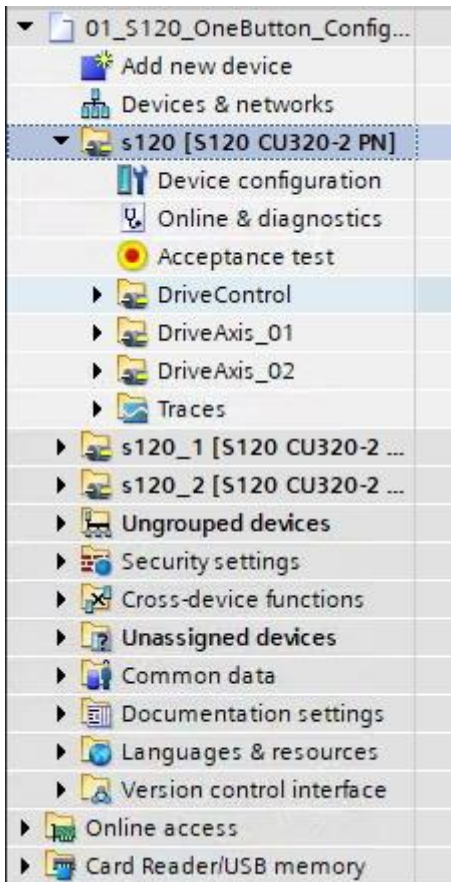 01_S120_OneButton_Config...
Add new device
Devices & networks
s120 [S120 CU320-2 PN]
Device configuration
Online & diagnostics
Acceptance test
DriveControl
DriveAxis_01
DriveAxis_02
Traces
s120_1 [S120 CU320-2 ...
s120_2 [S120 CU320-2 ...
Ungrouped devices
Security settings
Cross-device functions
Unassigned devices
Common data
Documentation settings
Languages & resources
Version control interface
Online access
Card Reader/USB memory